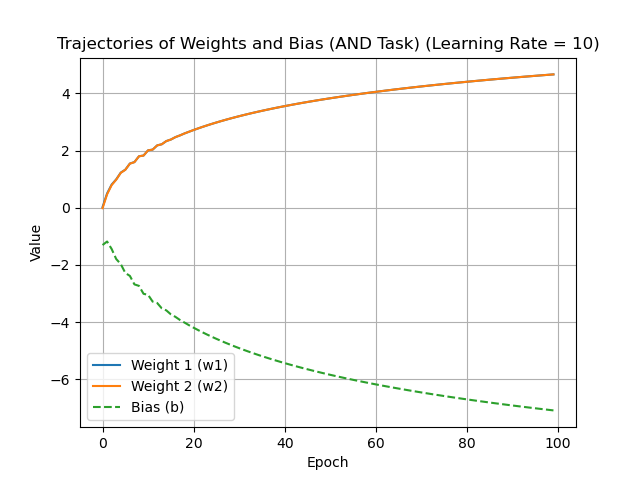 Trajectories of Weights and Bias (AND Task) (Learning Rate = 10)
4
2
0
−2
−4
−6
Value
Weight 1 (w1)
Weight 2 (w2)
Bias (b)
0 20 40 60 80 100
Epoch